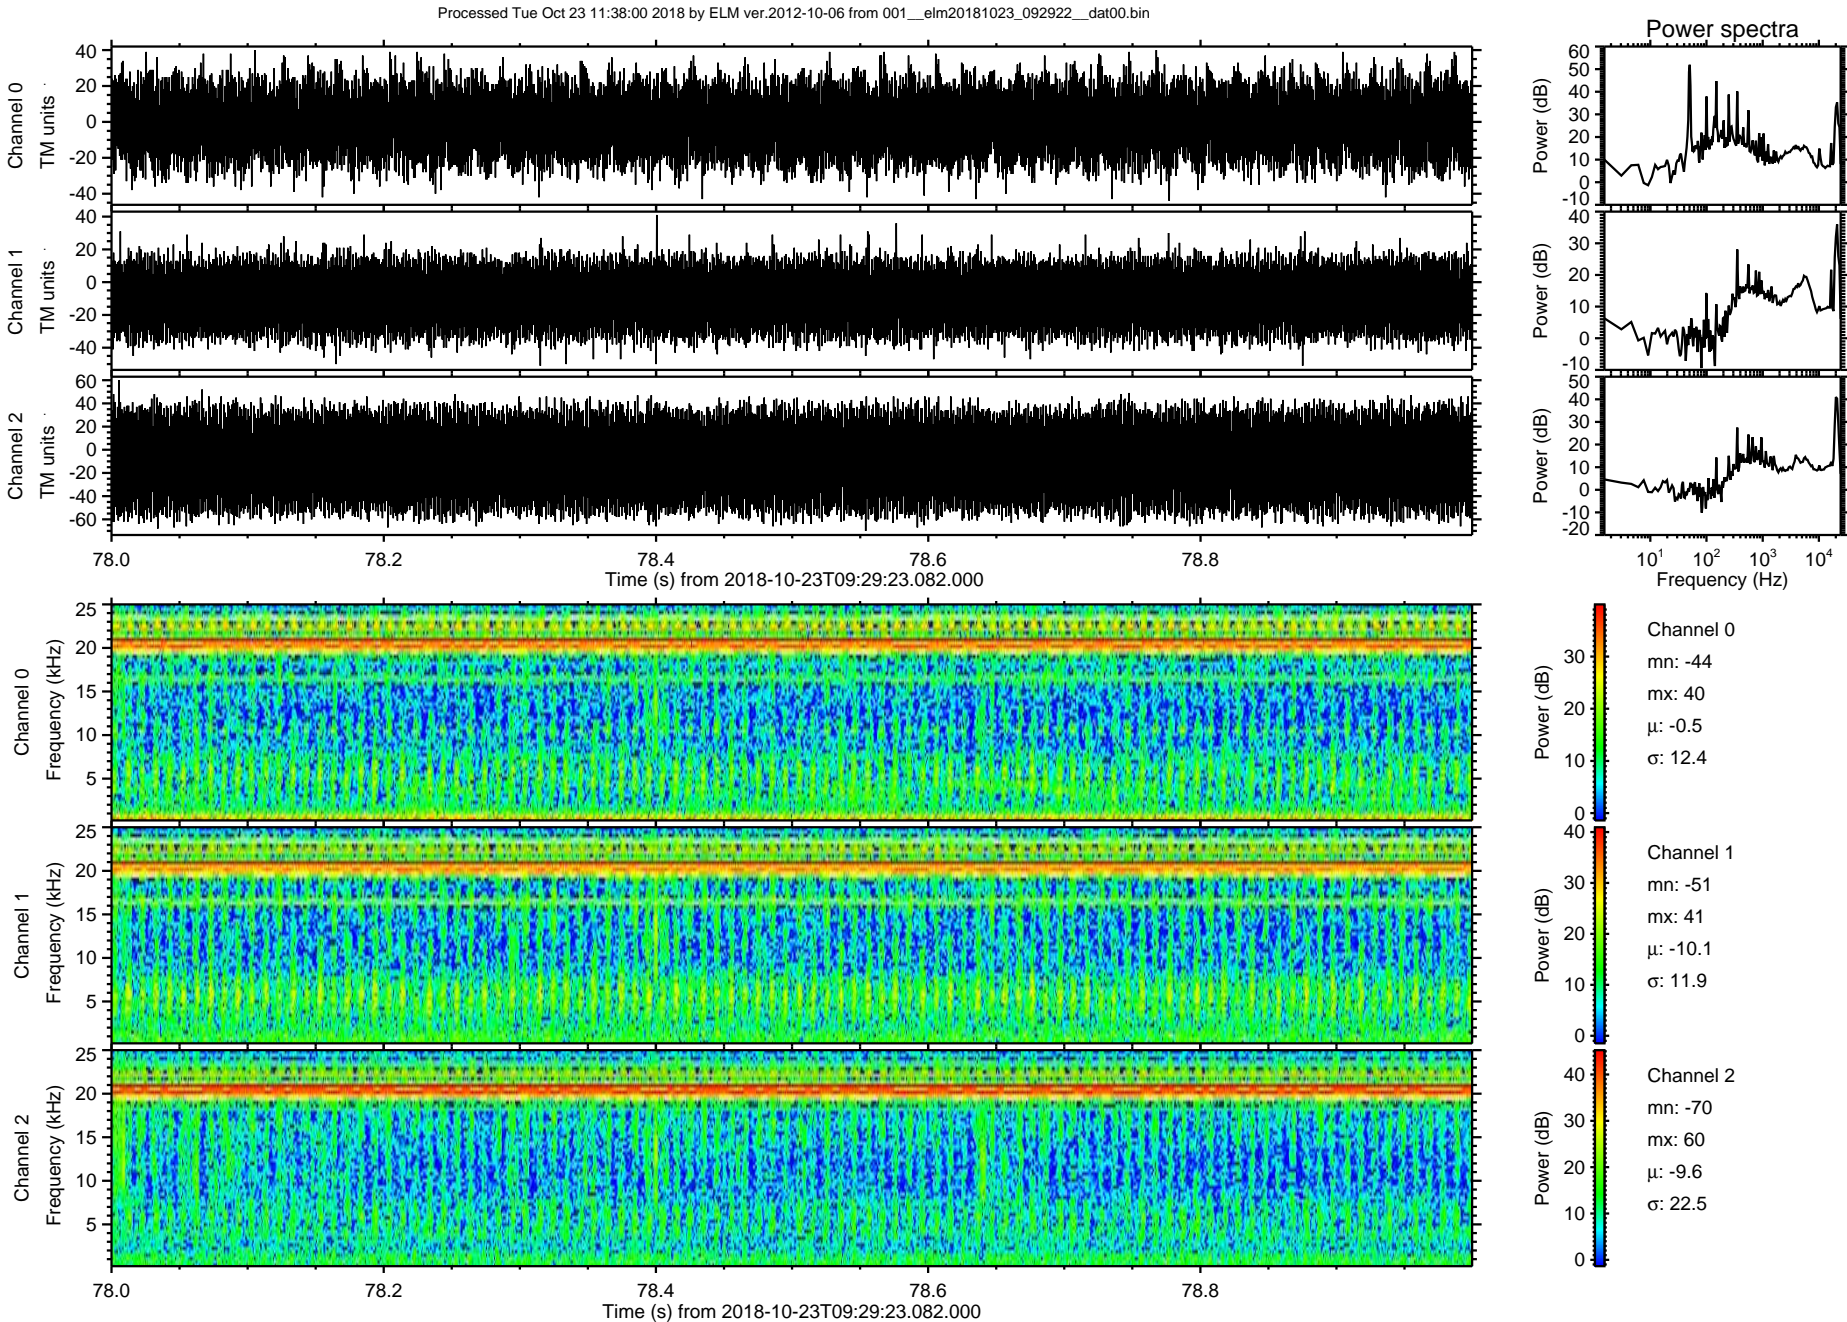 Processed Tue Oct 23 11:38:00 2018 by ELM ver.2012-10-06 from 001__elm20181023_092922__dat00.bin
Power spectra
Channel 0
TM units
40
20
0
-20
-40
Power (dB)
60
50
40
30
20
10
0
-10
Channel 1
TM units
40
20
0
-20
-40
Power (dB)
40
30
20
10
0
-10
Channel 2
TM units
60
40
20
0
-20
-40
-60
Power (dB)
50
40
30
20
10
0
-10
-20
78.0 78.2 78.4 78.6 78.8
Time (s) from 2018-10-23T09:29:23.082.000
10¹ 10² 10³ 10⁴
Frequency (Hz)
Channel 0
Frequency (kHz)
25
20
15
10
5
Power (dB)
30
20
10
0
Channel 0
mn: -44
mx: 40
μ: -0.5
σ: 12.4
Channel 1
Frequency (kHz)
25
20
15
10
5
Power (dB)
40
30
20
10
0
Channel 1
mn: -51
mx: 41
μ: -10.1
σ: 11.9
Channel 2
Frequency (kHz)
25
20
15
10
5
Power (dB)
40
30
20
10
0
Channel 2
mn: -70
mx: 60
μ: -9.6
σ: 22.5
78.0 78.2 78.4 78.6 78.8
Time (s) from 2018-10-23T09:29:23.082.000